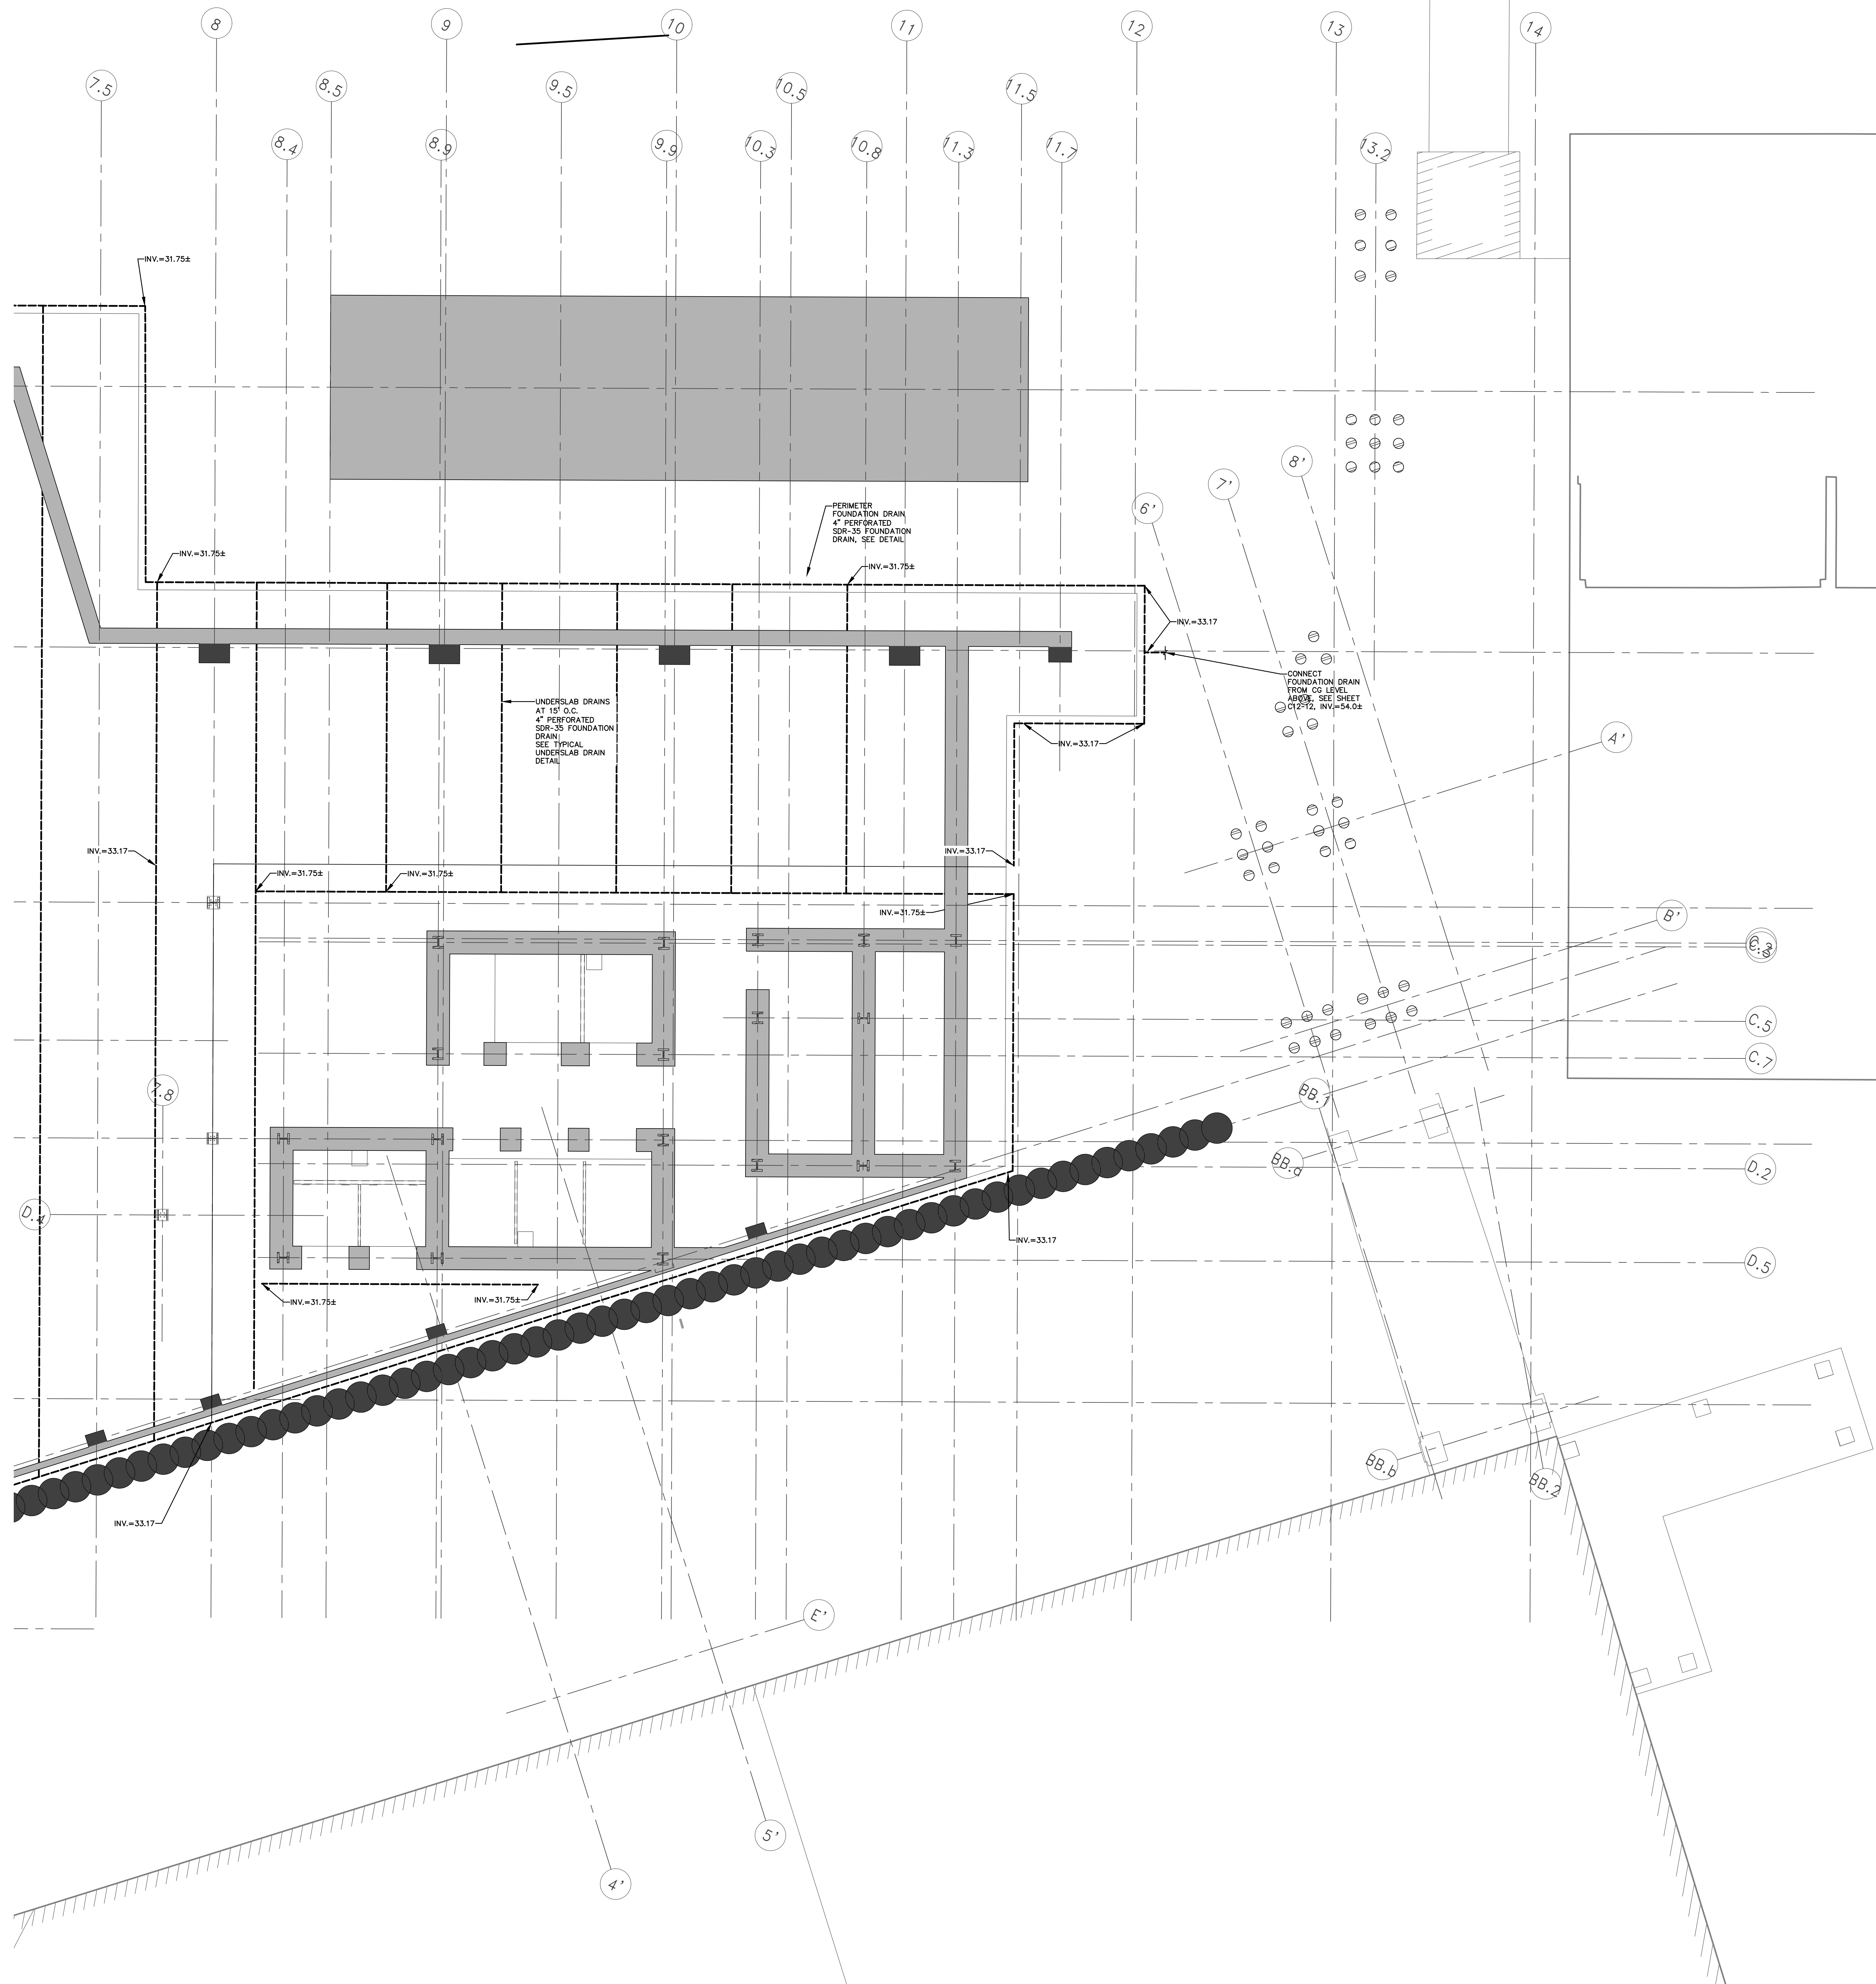 8
9
10
11
12
13
14
7.5
8.5
9.5
10.5
11.5
8.4
8.9
9.9
10.3
10.8
11.3
11.7
13.2
INV.=31.75±
8'
7'
6'
PERIMETER
FOUNDATION DRAIN
4" PERFORATED
SDR-35 FOUNDATION
DRAIN, SEE DETAIL
INV.=31.75±
INV.=31.75±
INV.=33.17
CONNECT
FOUNDATION DRAIN
FROM CG LEVEL
ABOVE, SEE SHEET
C12-12, INV.=54.0±
UNDERSLAB DRAINS
AT 15' O.C.
4" PERFORATED
SDR-35 FOUNDATION
DRAIN
SEE TYPICAL
UNDERSLAB DRAIN
DETAIL
INV.=33.17
A'
INV.=33.17
INV.=33.17
INV.=31.75±
INV.=31.75±
INV.=31.75±
B'
C.3
C.5
C.7
7.8
BB.1
BB.a
D.2
D.4
INV.=33.17
D.5
INV.=31.75±
INV.=31.75±
BB.b
BB.2
INV.=33.17
E'
5'
4'